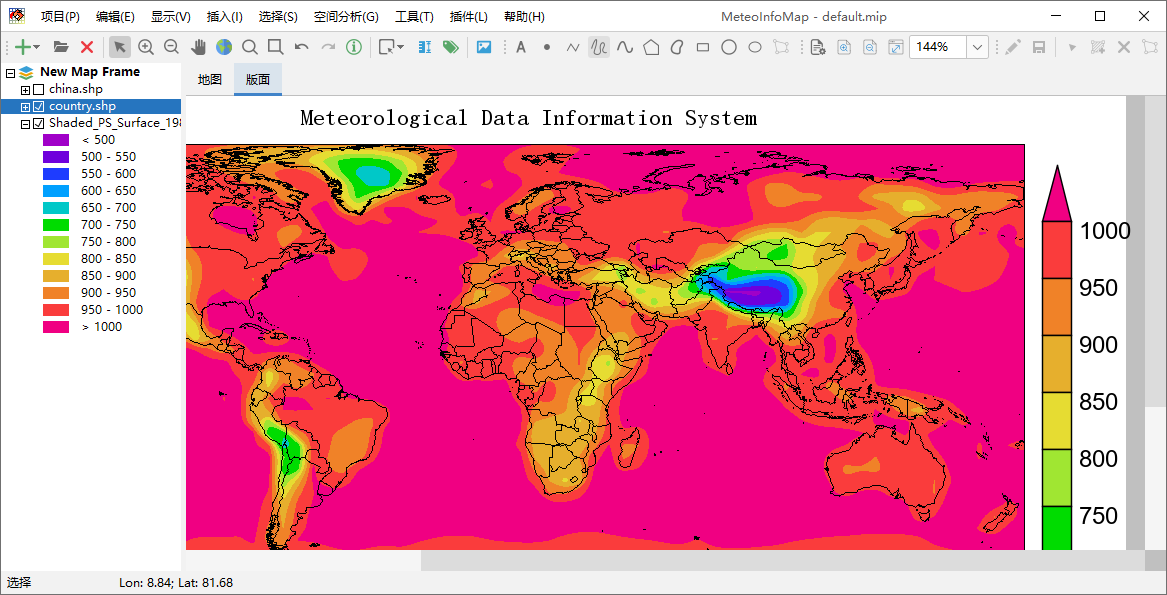 MeteoInfoMap - default.mip
项目(P) 编辑(E) 显示(V) 插入(I) 选择(S) 空间分析(G) 工具(T) 插件(L) 帮助(H)
144%
New Map Frame
china.shp
country.shp
Shaded_PS_Surface_198
< 500
500 - 550
550 - 600
600 - 650
650 - 700
700 - 750
750 - 800
800 - 850
850 - 900
900 - 950
950 - 1000
> 1000
地图 版面
Meteorological Data Information System
1000
950
900
850
800
750
选择 Lon: 8.84; Lat: 81.68